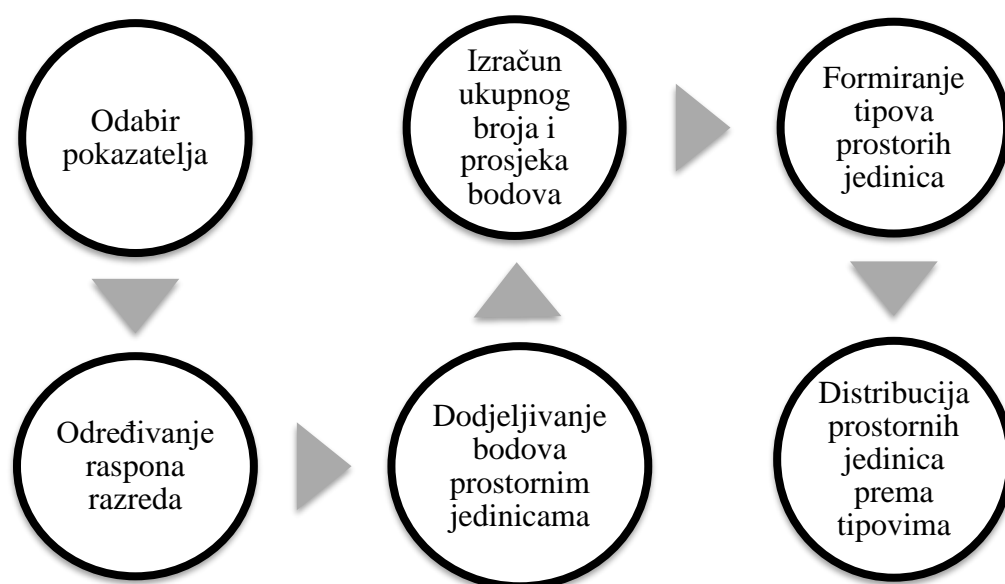 Odabir
pokazatelja
Određivanje
raspona
razreda
Dodjeljivanje
bodova
prostornim
jedinicama
Izračun
ukupnog
broja i
prosjeka
bodova
Formiranje
tipova
prostorih
jedinica
Distribucija
prostornih
jedinica
prema
tipovima